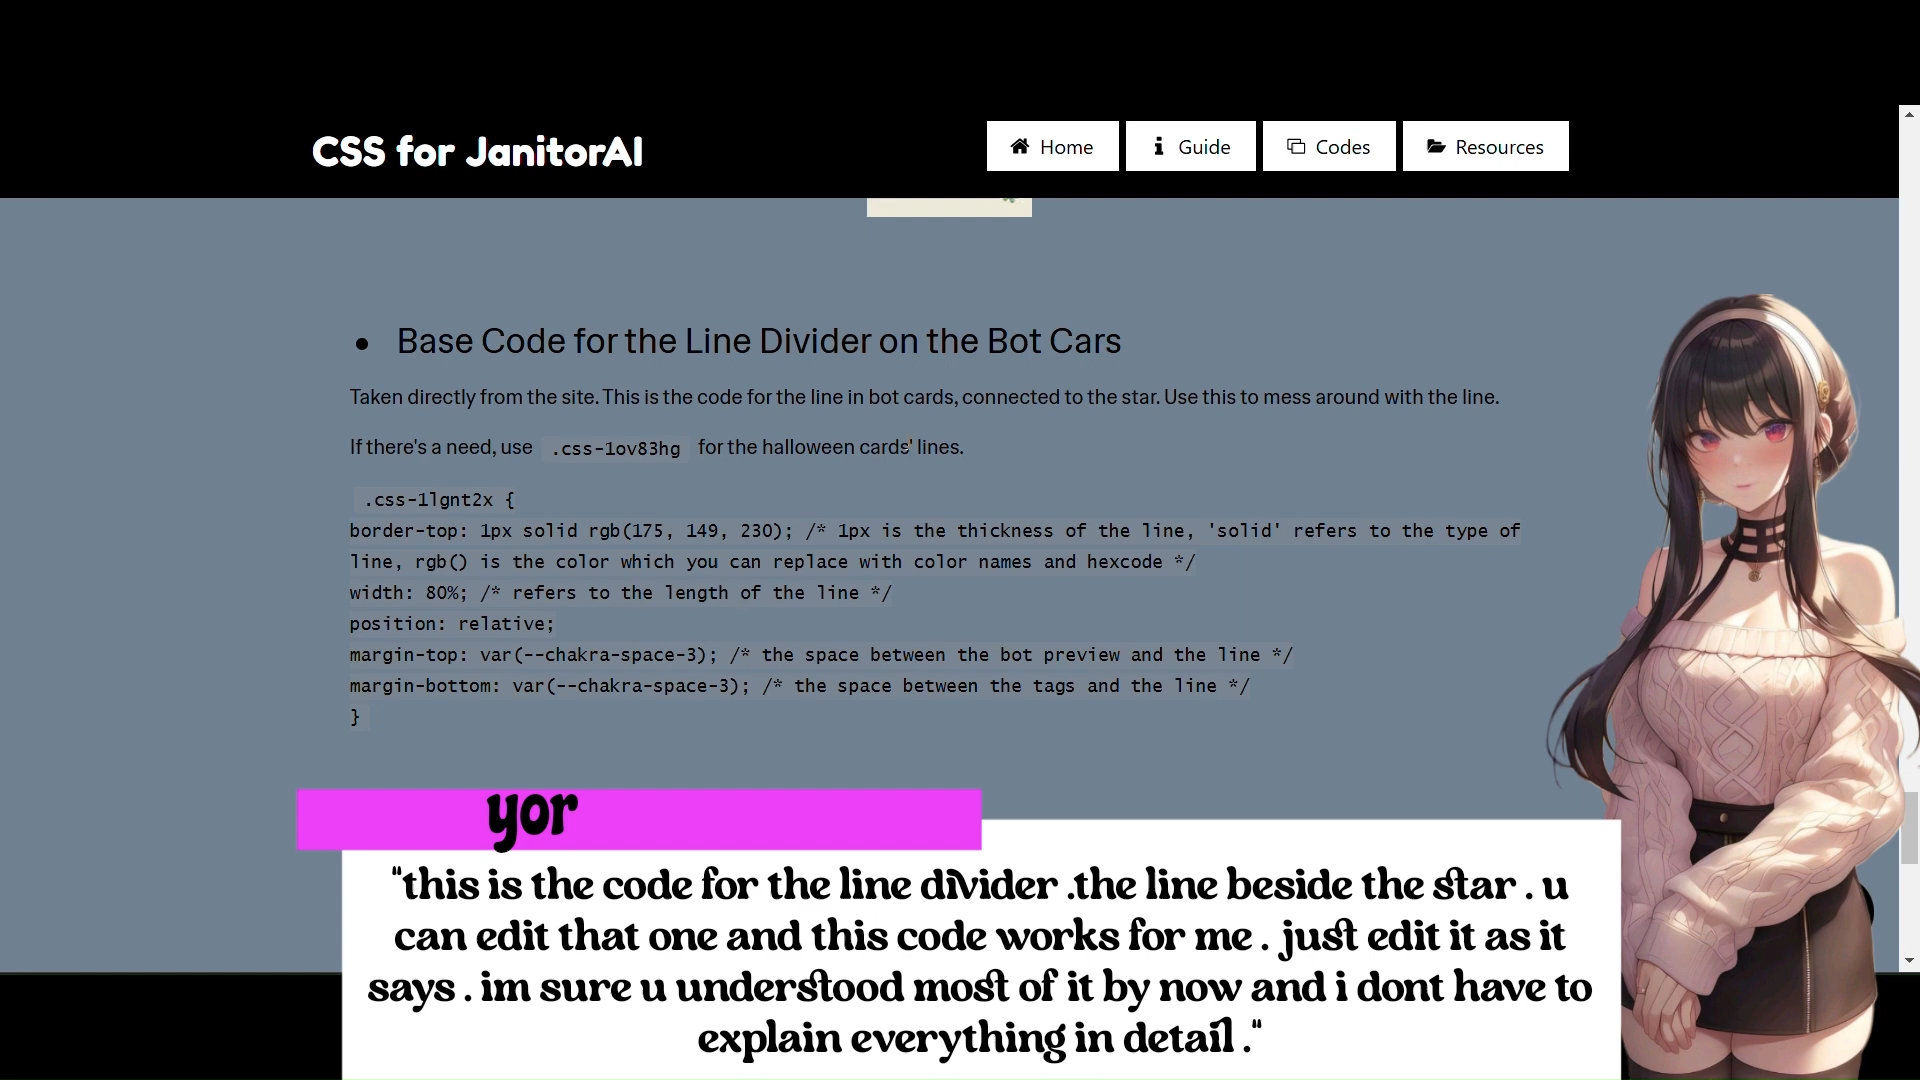 CSS for JanitorAI
Home
Guide
Codes
Resources
Base Code for the Line Divider on the Bot Cars
Taken directly from the site. This is the code for the line in bot cards, connected to the star. Use this to mess around with the line.
If there's a need, use .css-1ov83hg for the halloween cards' lines.
.css-1lgnt2x {
border-top: 1px solid rgb(175, 149, 230); /* 1px is the thickness of the line, 'solid' refers to the type of
line, rgb() is the color which you can replace with color names and hexcode */
width: 80%; /* refers to the length of the line */
position: relative;
margin-top: var(--chakra-space-3); /* the space between the bot preview and the line */
margin-bottom: var(--chakra-space-3); /* the space between the tags and the line */
}
yor
"this is the code for the line divider .the line beside the star . u
can edit that one and this code works for me . just edit it as it
says . im sure u understood most of it by now and i dont have to
explain everything in detail ."